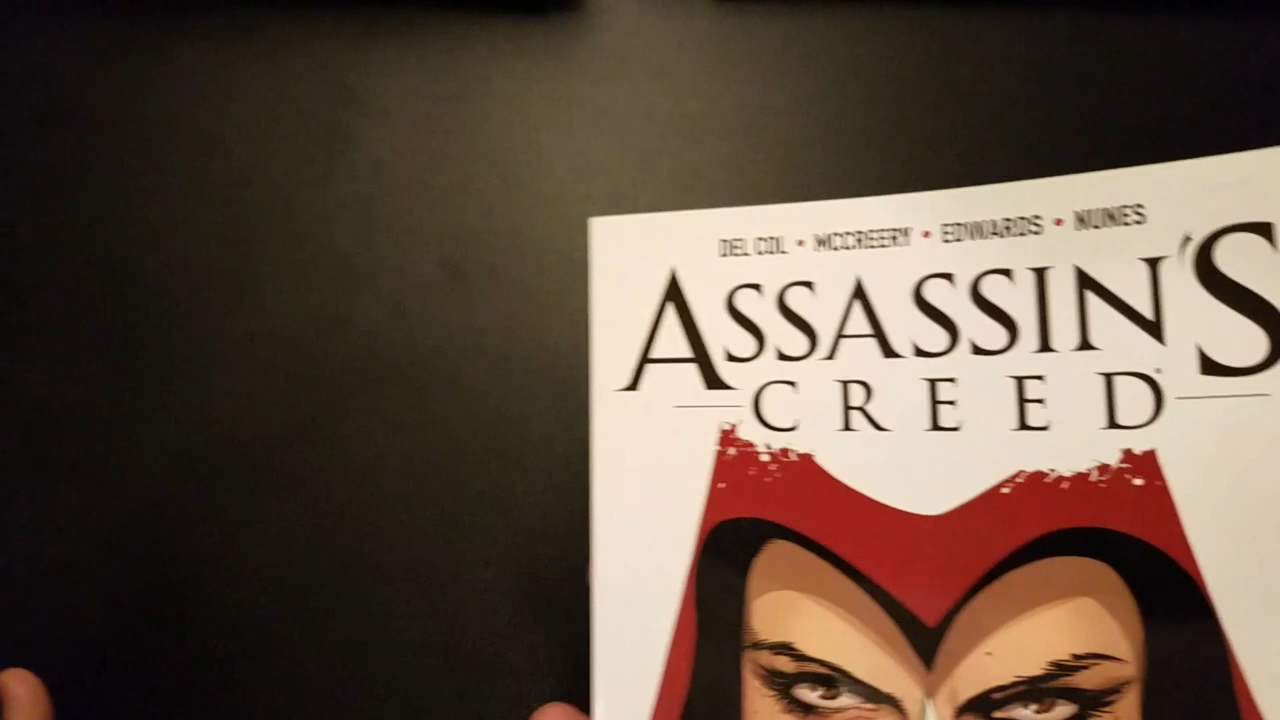 DEL COL • MCCREERY • EDWARDS • NUNES
ASSASSIN'S
CREED